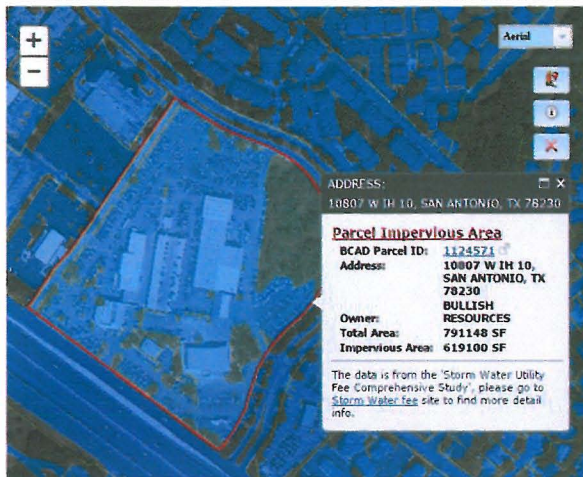 +
−
Aerial
ADDRESS:
10807 W IH 10, SAN ANTONIO, TX 78230
Parcel Impervious Area
BCAD Parcel ID: 1124571
Address: 10807 W IH 10,
SAN ANTONIO, TX
78230
BULLISH
Owner: RESOURCES
Total Area: 791148 SF
Impervious Area: 619100 SF
The data is from the 'Storm Water Utility
Fee Comprehensive Study', please go to
Storm Water fee site to find more detail
info.